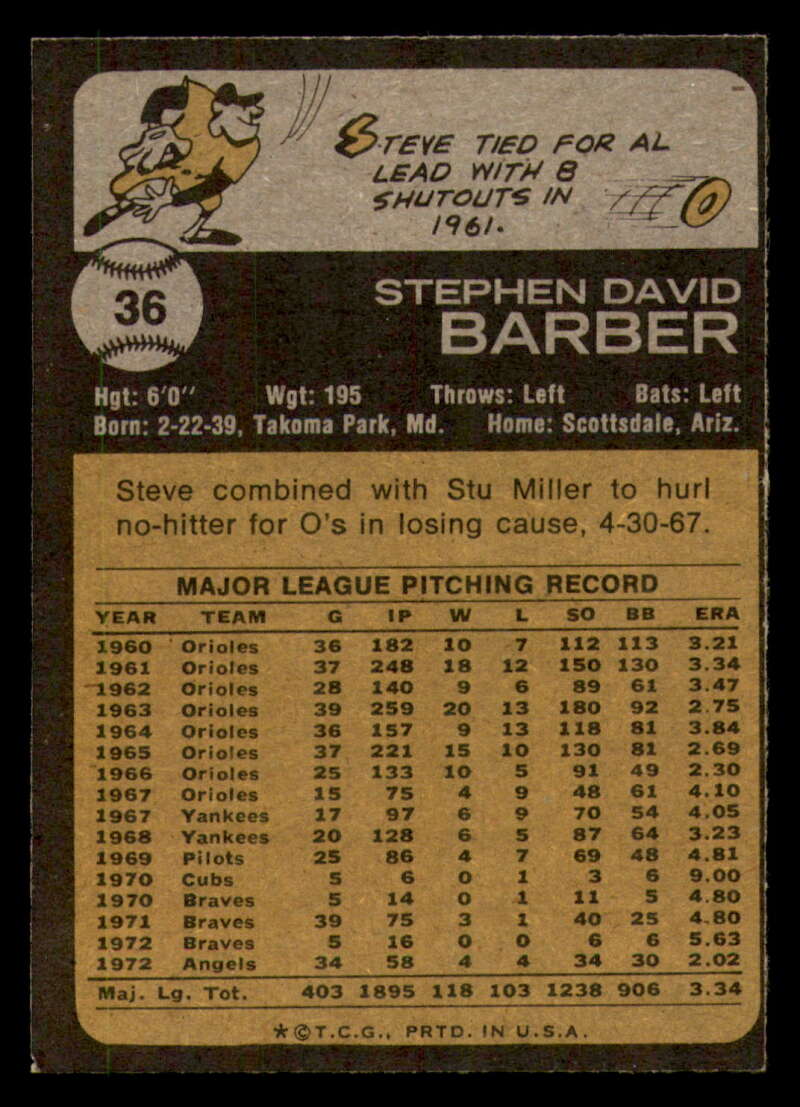 STEVE TIED FOR AL
LEAD WITH 8
SHUTOUTS IN
1961.
36
STEPHEN DAVID
BARBER
Hgt: 6'0" Wgt: 195 Throws: Left Bats: Left
Born: 2-22-39, Takoma Park, Md. Home: Scottsdale, Ariz.
Steve combined with Stu Miller to hurl
no-hitter for O's in losing cause, 4-30-67.
MAJOR LEAGUE PITCHING RECORD
YEAR TEAM G IP W L SO BB ERA
1960 Orioles 36 182 10 7 112 113 3.21
1961 Orioles 37 248 18 12 150 130 3.34
1962 Orioles 28 140 9 6 89 61 3.47
1963 Orioles 39 259 20 13 180 92 2.75
1964 Orioles 36 157 9 13 118 81 3.84
1965 Orioles 37 221 15 10 130 81 2.69
1966 Orioles 25 133 10 5 91 49 2.30
1967 Orioles 15 75 4 9 48 61 4.10
1967 Yankees 17 97 6 9 70 54 4.05
1968 Yankees 20 128 6 5 87 64 3.23
1969 Pilots 25 86 4 7 69 48 4.81
1970 Cubs 5 6 0 1 3 6 9.00
1970 Braves 5 14 0 1 11 5 4.80
1971 Braves 39 75 3 1 40 25 4.80
1972 Braves 5 16 0 0 6 6 5.63
1972 Angels 34 58 4 4 34 30 2.02
Maj. Lg. Tot. 403 1895 118 103 1238 906 3.34
*©T.C.G., PRTD. IN U.S.A.